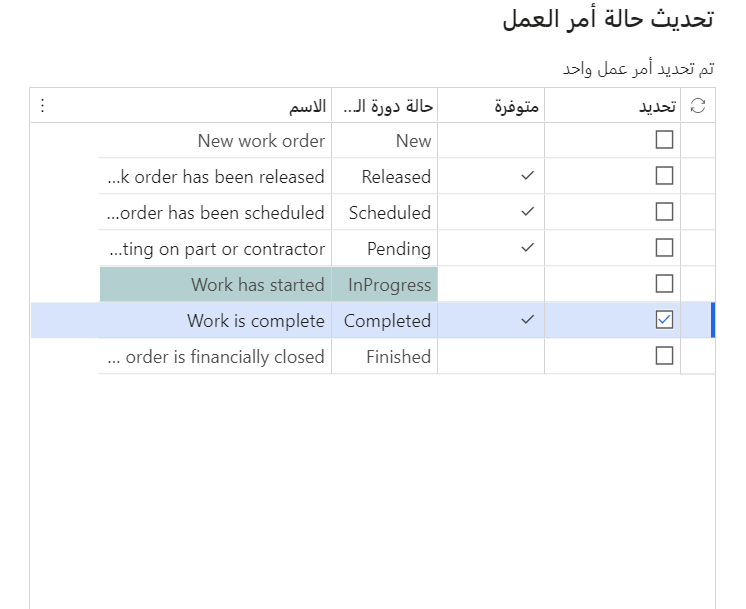 تحديث حالة أمر العمل
تم تحديد أمر عمل واحد
تحديد متوفرة حالة دورة الـ... الاسم
New New work order
Released ...k order has been released
Scheduled ...order has been scheduled
Pending ...ting on part or contractor
InProgress Work has started
Completed Work is complete
Finished ... order is financially closed